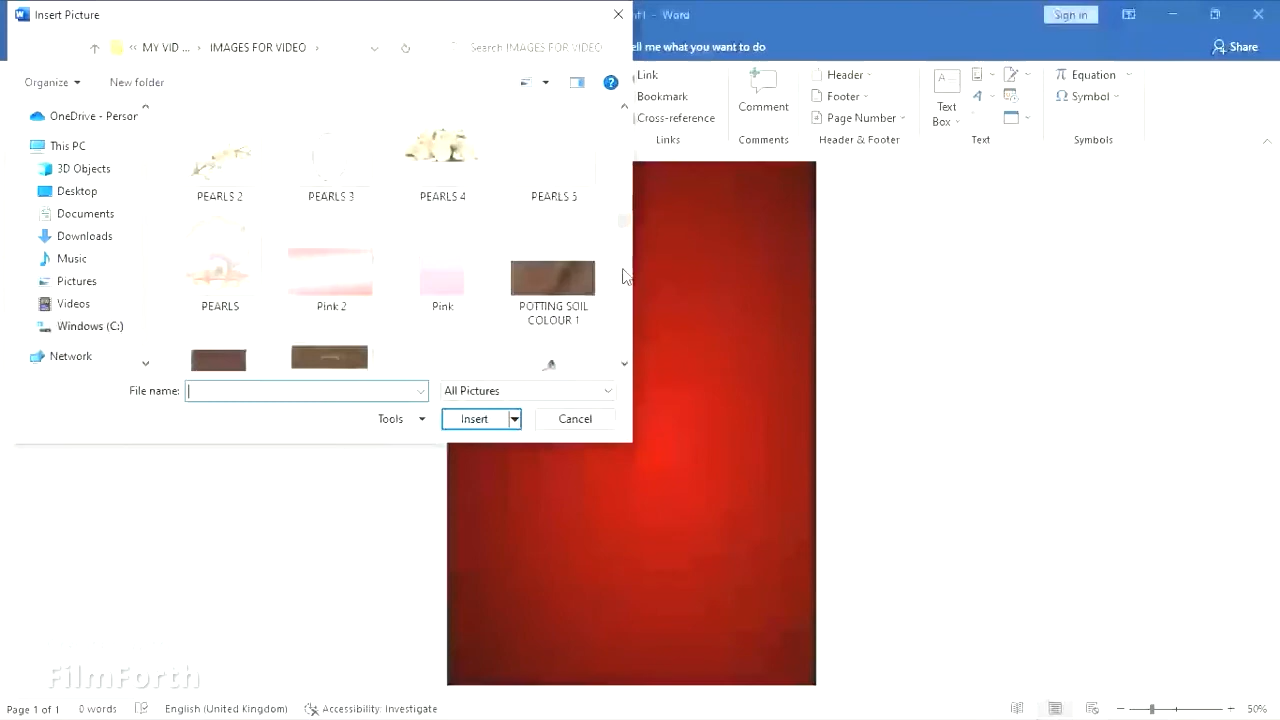 Insert Picture
- Word
Sign in
MY VID ... › IMAGES FOR VIDEO ›
Search IMAGES FOR VIDEO
ell me what you want to do
Share
Organize
New folder
Link
Bookmark
Cross-reference
Links
Comment
Comments
Header
Footer
Page Number
Header & Footer
Text
Box
Text
Equation
Symbol
Symbols
OneDrive - Persor
This PC
3D Objects
Desktop
Documents
Downloads
Music
Pictures
Videos
Windows (C:)
Network
PEARLS 2
PEARLS 3
PEARLS 4
PEARLS 5
PEARLS
Pink 2
Pink
POTTING SOIL
COLOUR 1
File name:
All Pictures
Tools
Insert
Cancel
FilmForth
Page 1 of 1
0 words
English (United Kingdom)
Accessibility: Investigate
50%